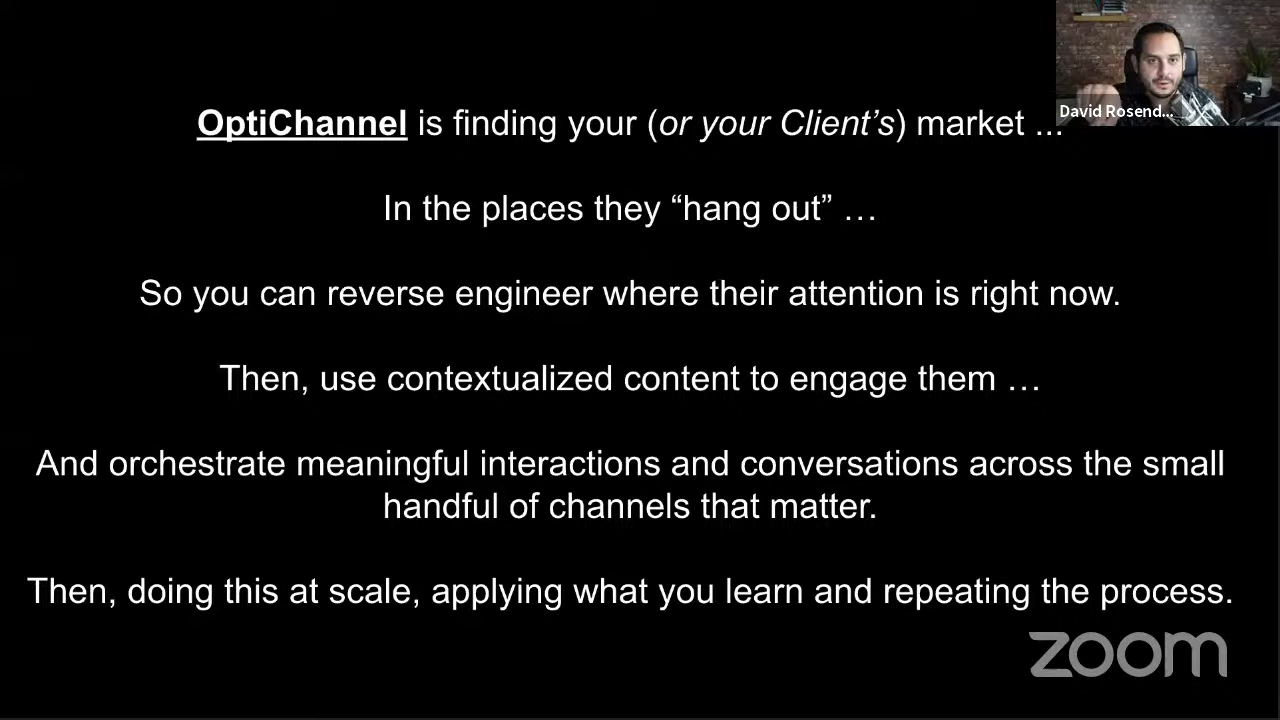 OptiChannel is finding your (or your Client’s) market ...
David Rosend...
In the places they “hang out” …
So you can reverse engineer where their attention is right now.
Then, use contextualized content to engage them …
And orchestrate meaningful interactions and conversations across the small
handful of channels that matter.
Then, doing this at scale, applying what you learn and repeating the process.
zoom